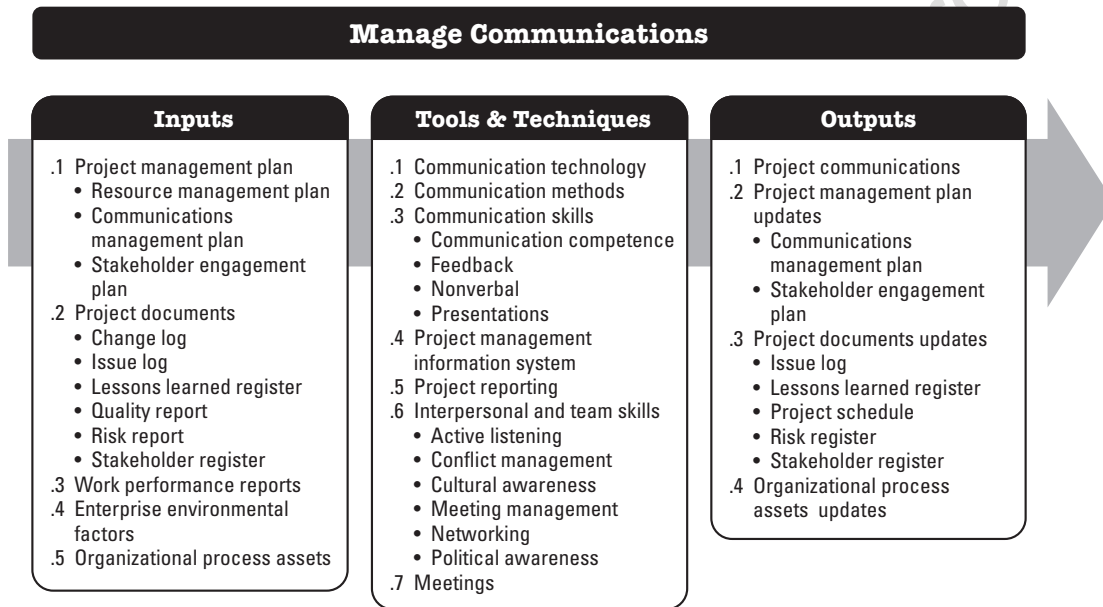 Manage Communications
Inputs
.1 Project management plan
• Resource management plan
• Communications
management plan
• Stakeholder engagement
plan
.2 Project documents
• Change log
• Issue log
• Lessons learned register
• Quality report
• Risk report
• Stakeholder register
.3 Work performance reports
.4 Enterprise environmental
factors
.5 Organizational process assets
Tools & Techniques
.1 Communication technology
.2 Communication methods
.3 Communication skills
• Communication competence
• Feedback
• Nonverbal
• Presentations
.4 Project management
information system
.5 Project reporting
.6 Interpersonal and team skills
• Active listening
• Conflict management
• Cultural awareness
• Meeting management
• Networking
• Political awareness
.7 Meetings
Outputs
.1 Project communications
.2 Project management plan
updates
• Communications
management plan
• Stakeholder engagement
plan
.3 Project documents updates
• Issue log
• Lessons learned register
• Project schedule
• Risk register
• Stakeholder register
.4 Organizational process
assets updates